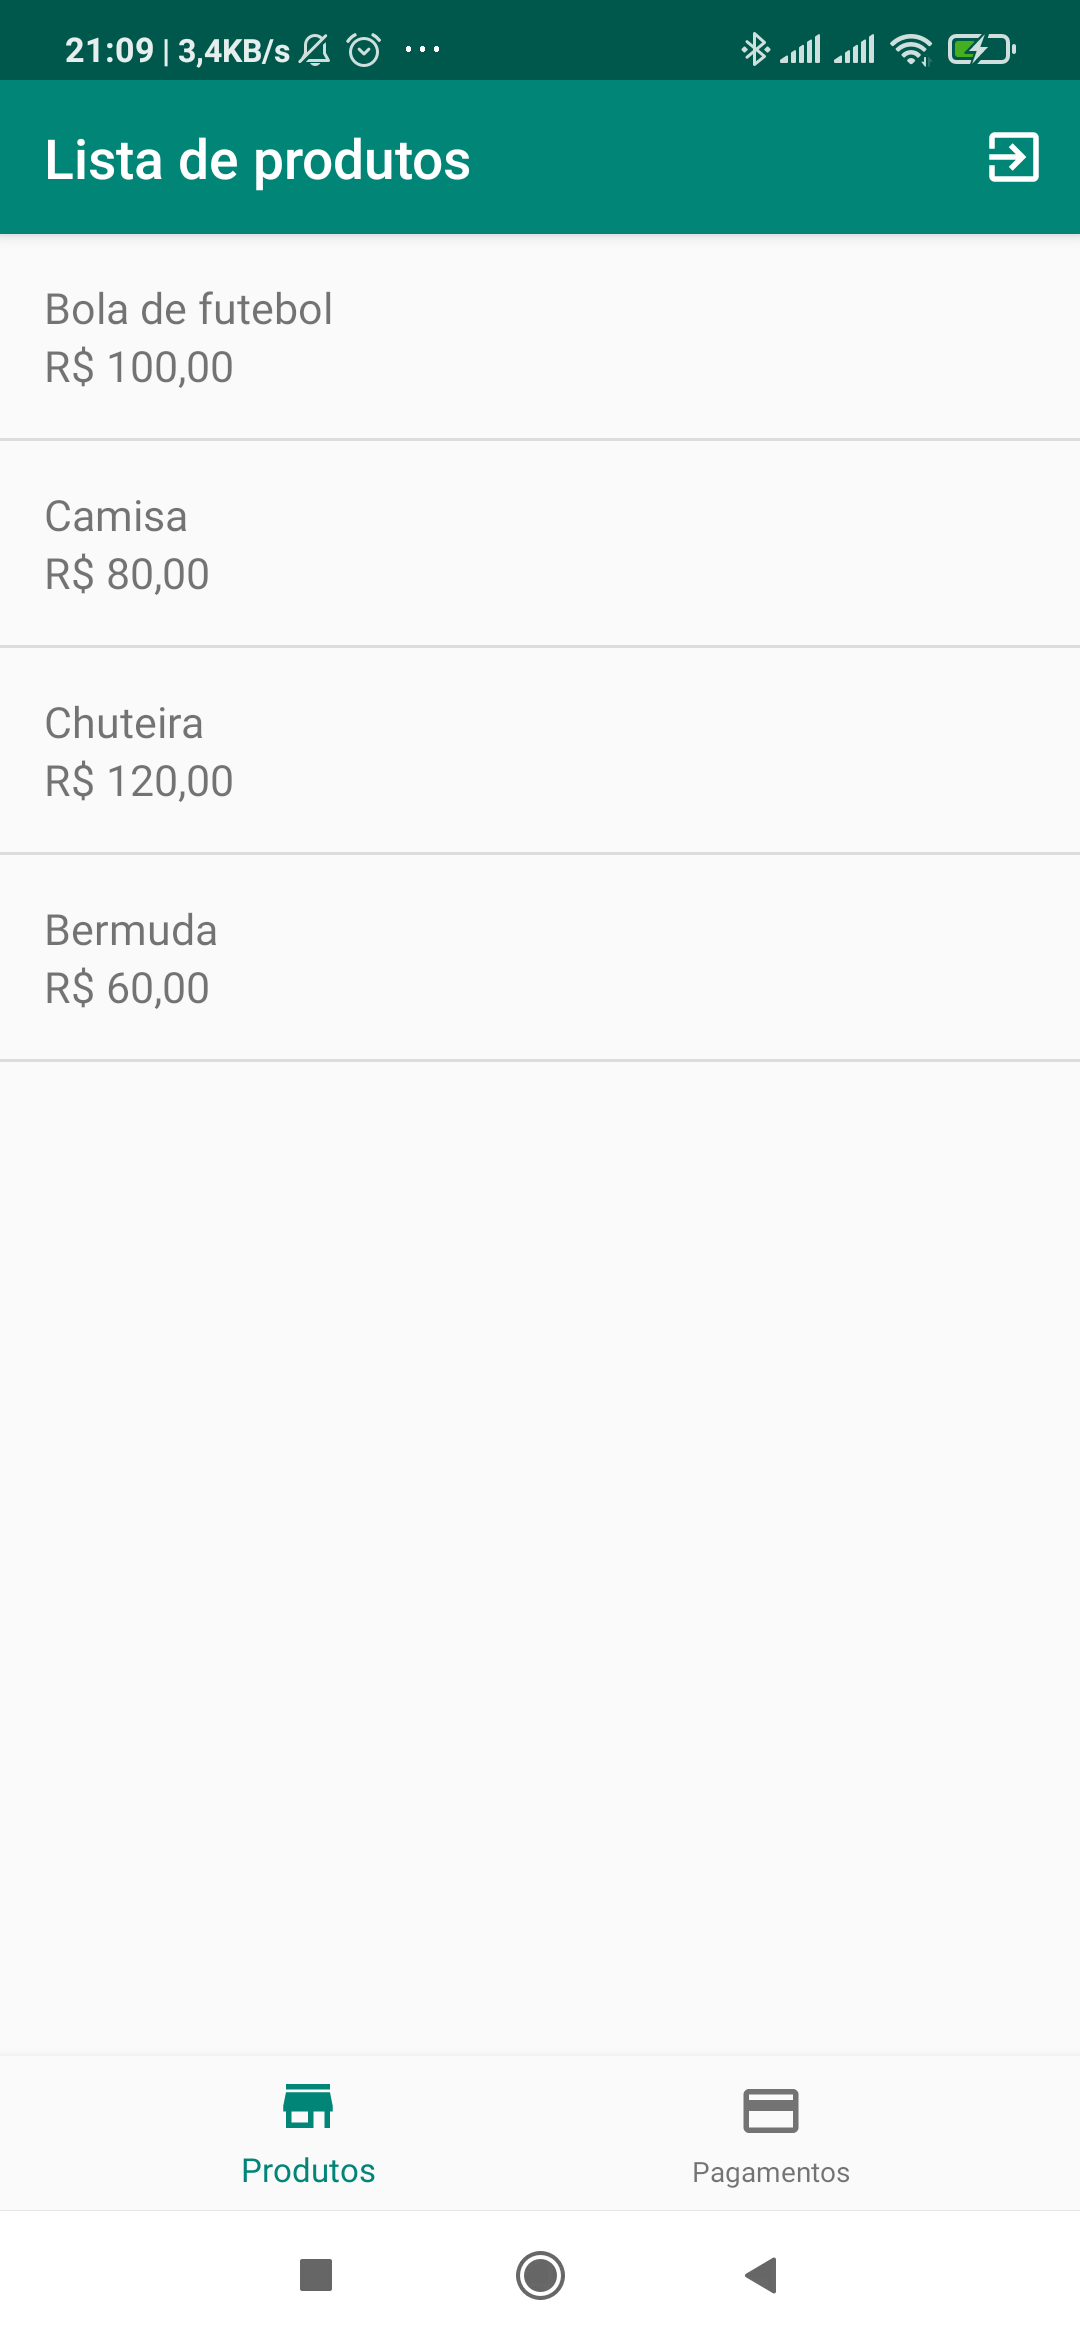 21:09 | 3,4KB/s
Lista de produtos
Bola de futebol
R$ 100,00
Camisa
R$ 80,00
Chuteira
R$ 120,00
Bermuda
R$ 60,00
Produtos
Pagamentos